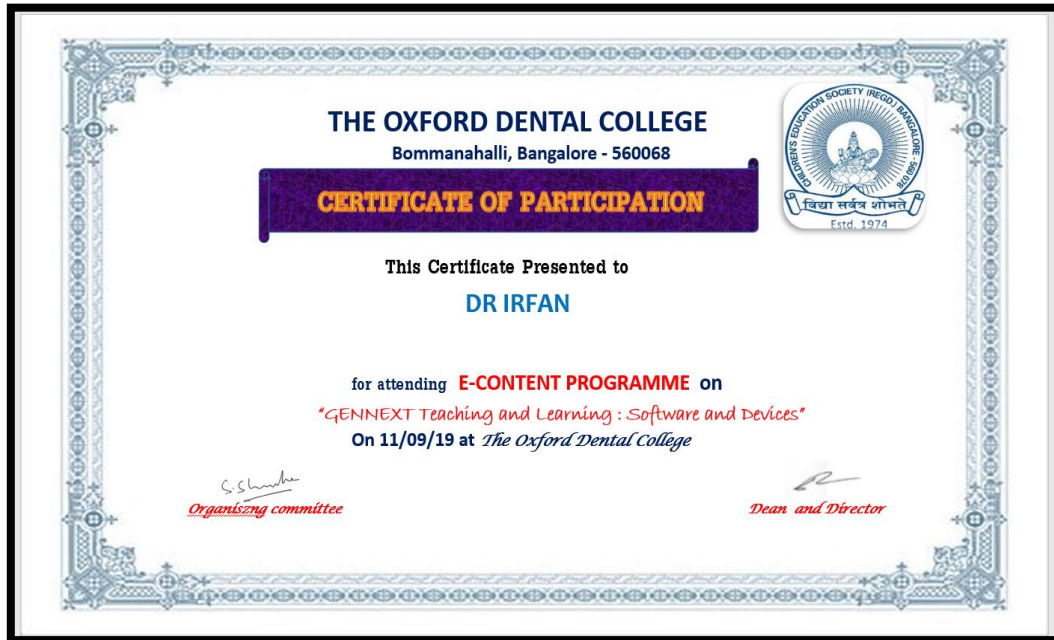 THE OXFORD DENTAL COLLEGE
Bommanahalli, Bangalore - 560068
CERTIFICATE OF PARTICIPATION
CHILDREN'S EDUCATION SOCIETY (REGD.) BANGALORE - 560 078
विद्या सर्वत्र शोभते
Estd. 1974
This Certificate Presented to
DR IRFAN
for attending E-CONTENT PROGRAMME on
"GENNEXT Teaching and Learning : Software and Devices"
On 11/09/19 at The Oxford Dental College
Organiszng committee
Dean and Director